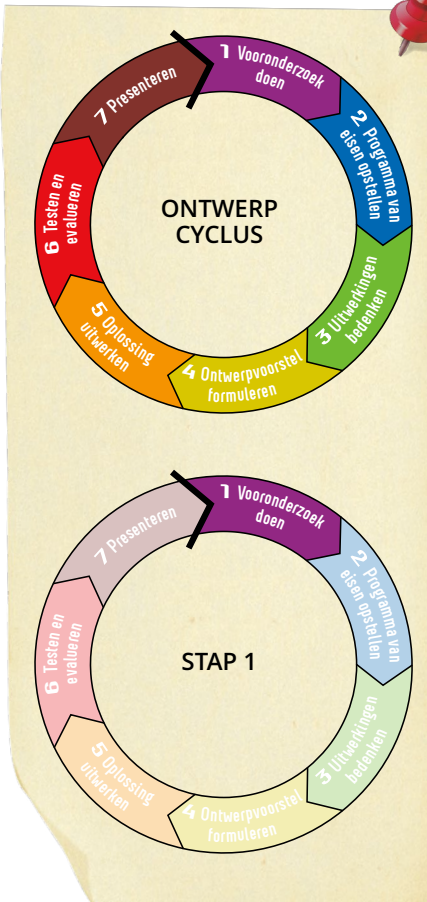 1 Vooronderzoek
doen
2 Programma van
eisen opstellen
3 Uitwerkingen
bedenken
4 Ontwerpvoorstel
formuleren
5 Oplossing
uitwerken
6 Testen en
evalueren
7 Presenteren
ONTWERP
CYCLUS
1 Vooronderzoek
doen
2 Programma van
eisen opstellen
3 Uitwerkingen
bedenken
4 Ontwerpvoorstel
formuleren
5 Oplossing
uitwerken
6 Testen en
evalueren
7 Presenteren
STAP 1